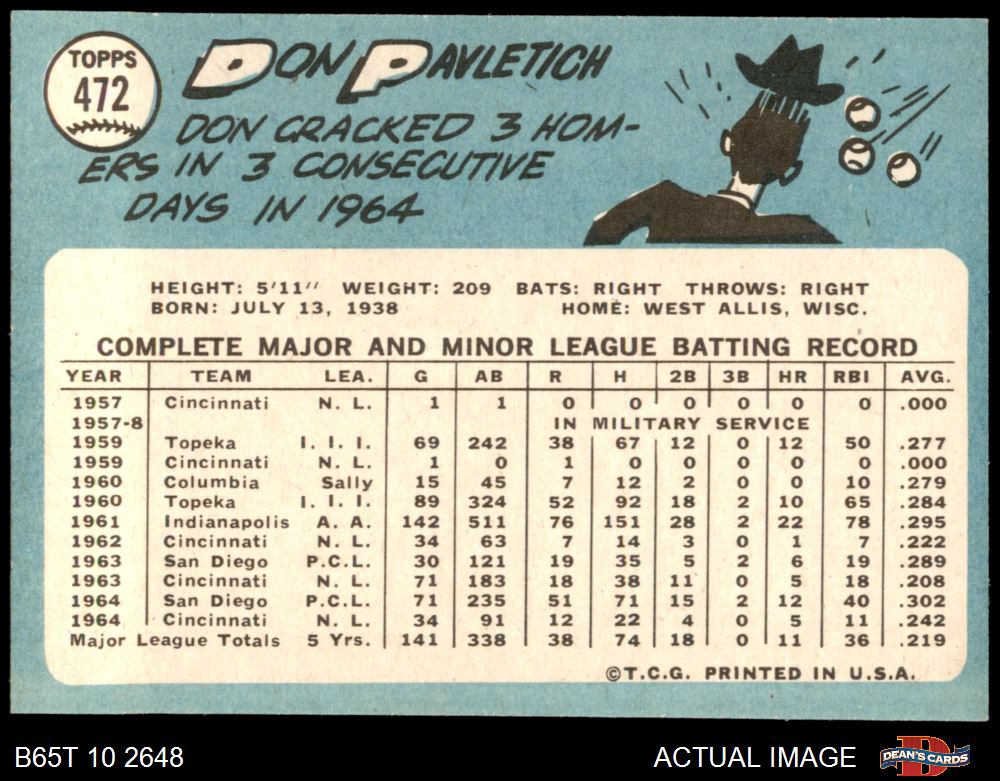 TOPPS
472
DON PAVLETICH
DON CRACKED 3 HOM-
ERS IN 3 CONSECUTIVE
DAYS IN 1964
HEIGHT: 5'11" WEIGHT: 209 BATS: RIGHT THROWS: RIGHT
BORN: JULY 13, 1938 HOME: WEST ALLIS, WISC.
COMPLETE MAJOR AND MINOR LEAGUE BATTING RECORD
YEAR TEAM LEA. G AB R H 2B 3B HR RBI AVG.
1957 Cincinnati N. L. 1 1 0 0 0 0 0 0 .000
1957-8 IN MILITARY SERVICE
1959 Topeka I. I. I. 69 242 38 67 12 0 12 50 .277
1959 Cincinnati N. L. 1 0 1 0 0 0 0 0 .000
1960 Columbia Sally 15 45 7 12 2 0 0 10 .279
1960 Topeka I. I. I. 89 324 52 92 18 2 10 65 .284
1961 Indianapolis A. A. 142 511 76 151 28 2 22 78 .295
1962 Cincinnati N. L. 34 63 7 14 3 0 1 7 .222
1963 San Diego P.C.L. 30 121 19 35 5 2 6 19 .289
1963 Cincinnati N. L. 71 183 18 38 11 0 5 18 .208
1964 San Diego P.C.L. 71 235 51 71 15 2 12 40 .302
1964 Cincinnati N. L. 34 91 12 22 4 0 5 11 .242
Major League Totals 5 Yrs. 141 338 38 74 18 0 11 36 .219
©T.C.G. PRINTED IN U.S.A.
B65T 10 2648 ACTUAL IMAGE
DEAN'S CARDS